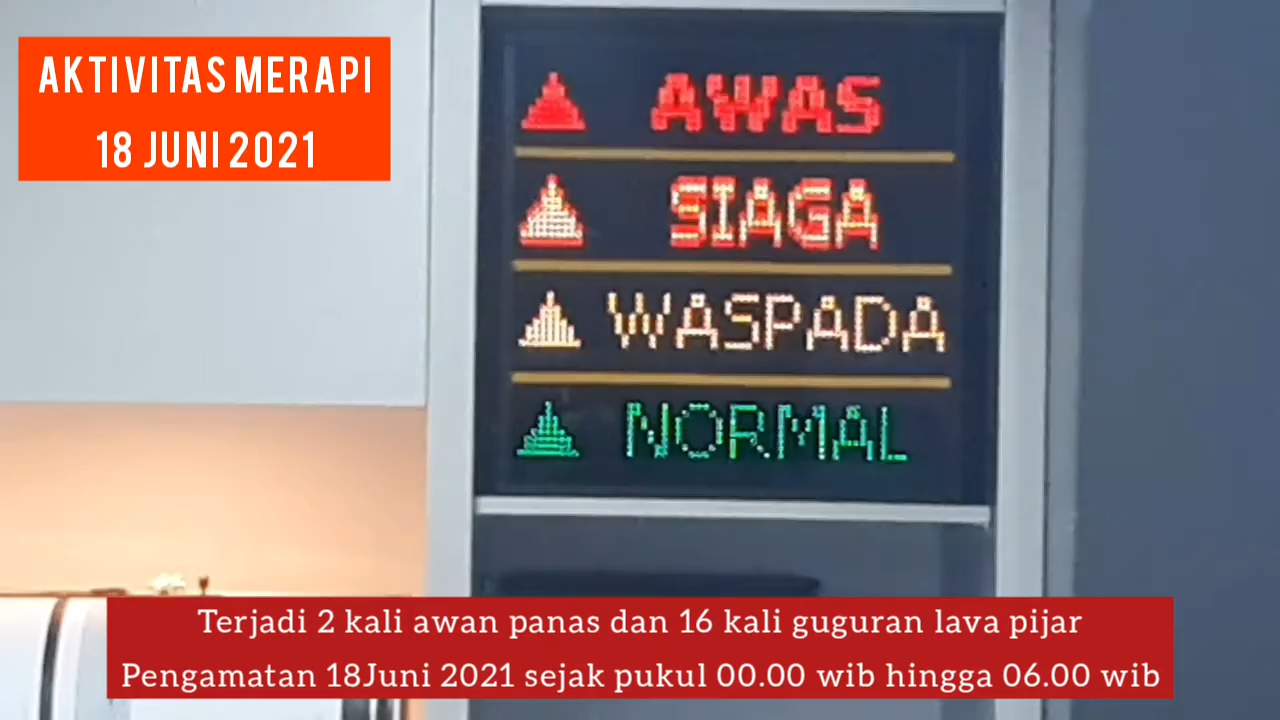 AKTIVITAS MERAPI
18 JUNI 2021
AWAS
SIAGA
WASPADA
NORMAL
Terjadi 2 kali awan panas dan 16 kali guguran lava pijar
Pengamatan 18Juni 2021 sejak pukul 00.00 wib hingga 06.00 wib